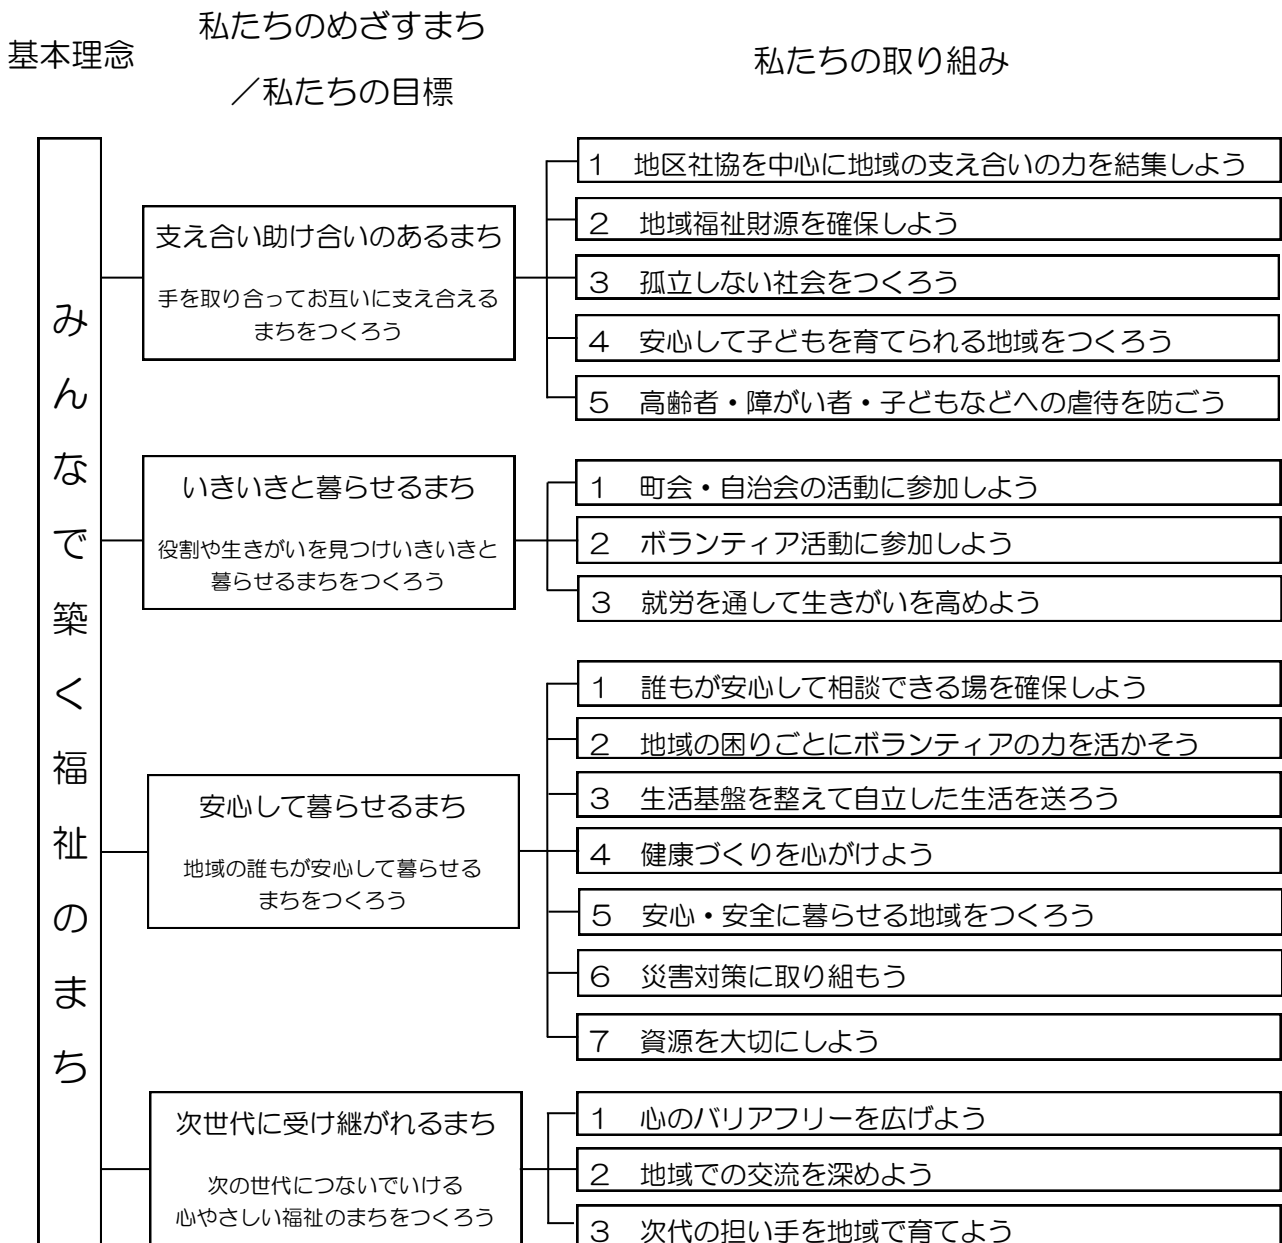 基本理念
私たちのめざすまち
／私たちの目標
私たちの取り組み
みんなで築く福祉のまち
支え合い助け合いのあるまち
手を取り合ってお互いに支え合える
まちをつくろう
１　地区社協を中心に地域の支え合いの力を結集しよう
２　地域福祉財源を確保しよう
３　孤立しない社会をつくろう
４　安心して子どもを育てられる地域をつくろう
５　高齢者・障がい者・子どもなどへの虐待を防ごう
いきいきと暮らせるまち
役割や生きがいを見つけいきいきと
暮らせるまちをつくろう
１　町会・自治会の活動に参加しよう
２　ボランティア活動に参加しよう
３　就労を通して生きがいを高めよう
安心して暮らせるまち
地域の誰もが安心して暮らせる
まちをつくろう
１　誰もが安心して相談できる場を確保しよう
２　地域の困りごとにボランティアの力を活かそう
３　生活基盤を整えて自立した生活を送ろう
４　健康づくりを心がけよう
５　安心・安全に暮らせる地域をつくろう
６　災害対策に取り組もう
７　資源を大切にしよう
次世代に受け継がれるまち
次の世代につないでいける
心やさしい福祉のまちをつくろう
１　心のバリアフリーを広げよう
２　地域での交流を深めよう
３　次代の担い手を地域で育てよう